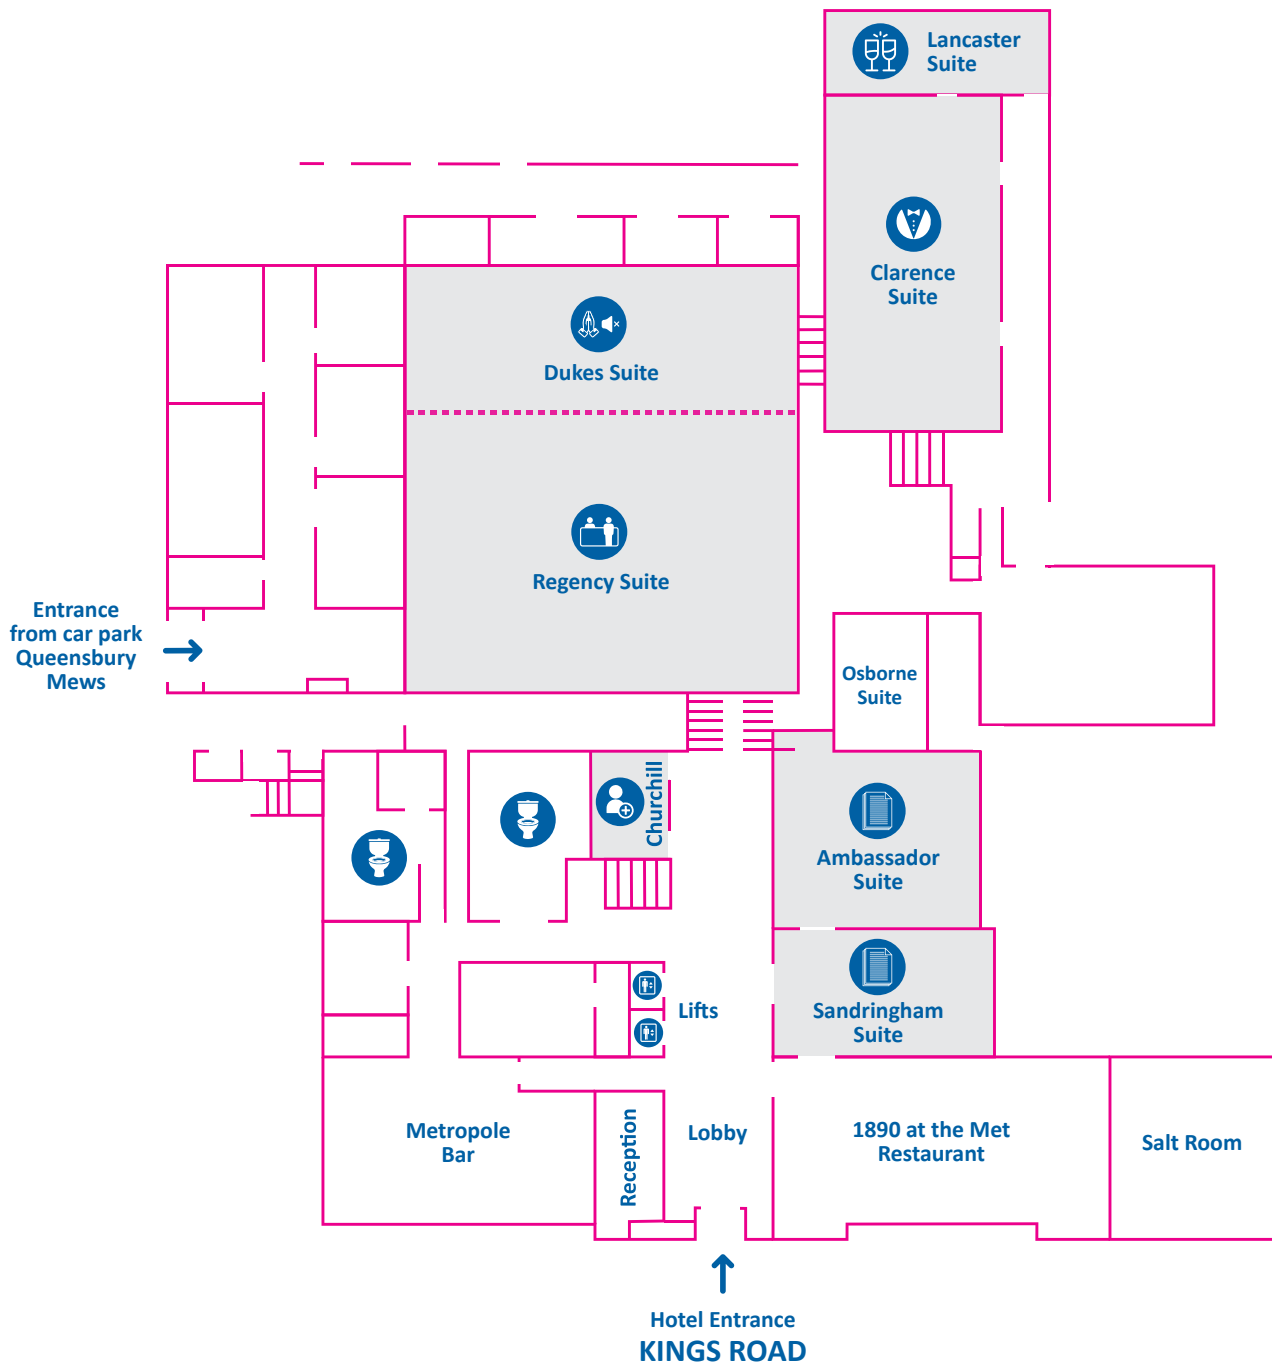 Lancaster
Suite
Clarence
Suite
Dukes Suite
Regency Suite
Entrance
from car park
Queensbury
Mews
Osborne
Suite
Churchill
Ambassador
Suite
Lifts
Sandringham
Suite
Metropole
Bar
Reception
Lobby
1890 at the Met
Restaurant
Salt Room
Hotel Entrance
KINGS ROAD